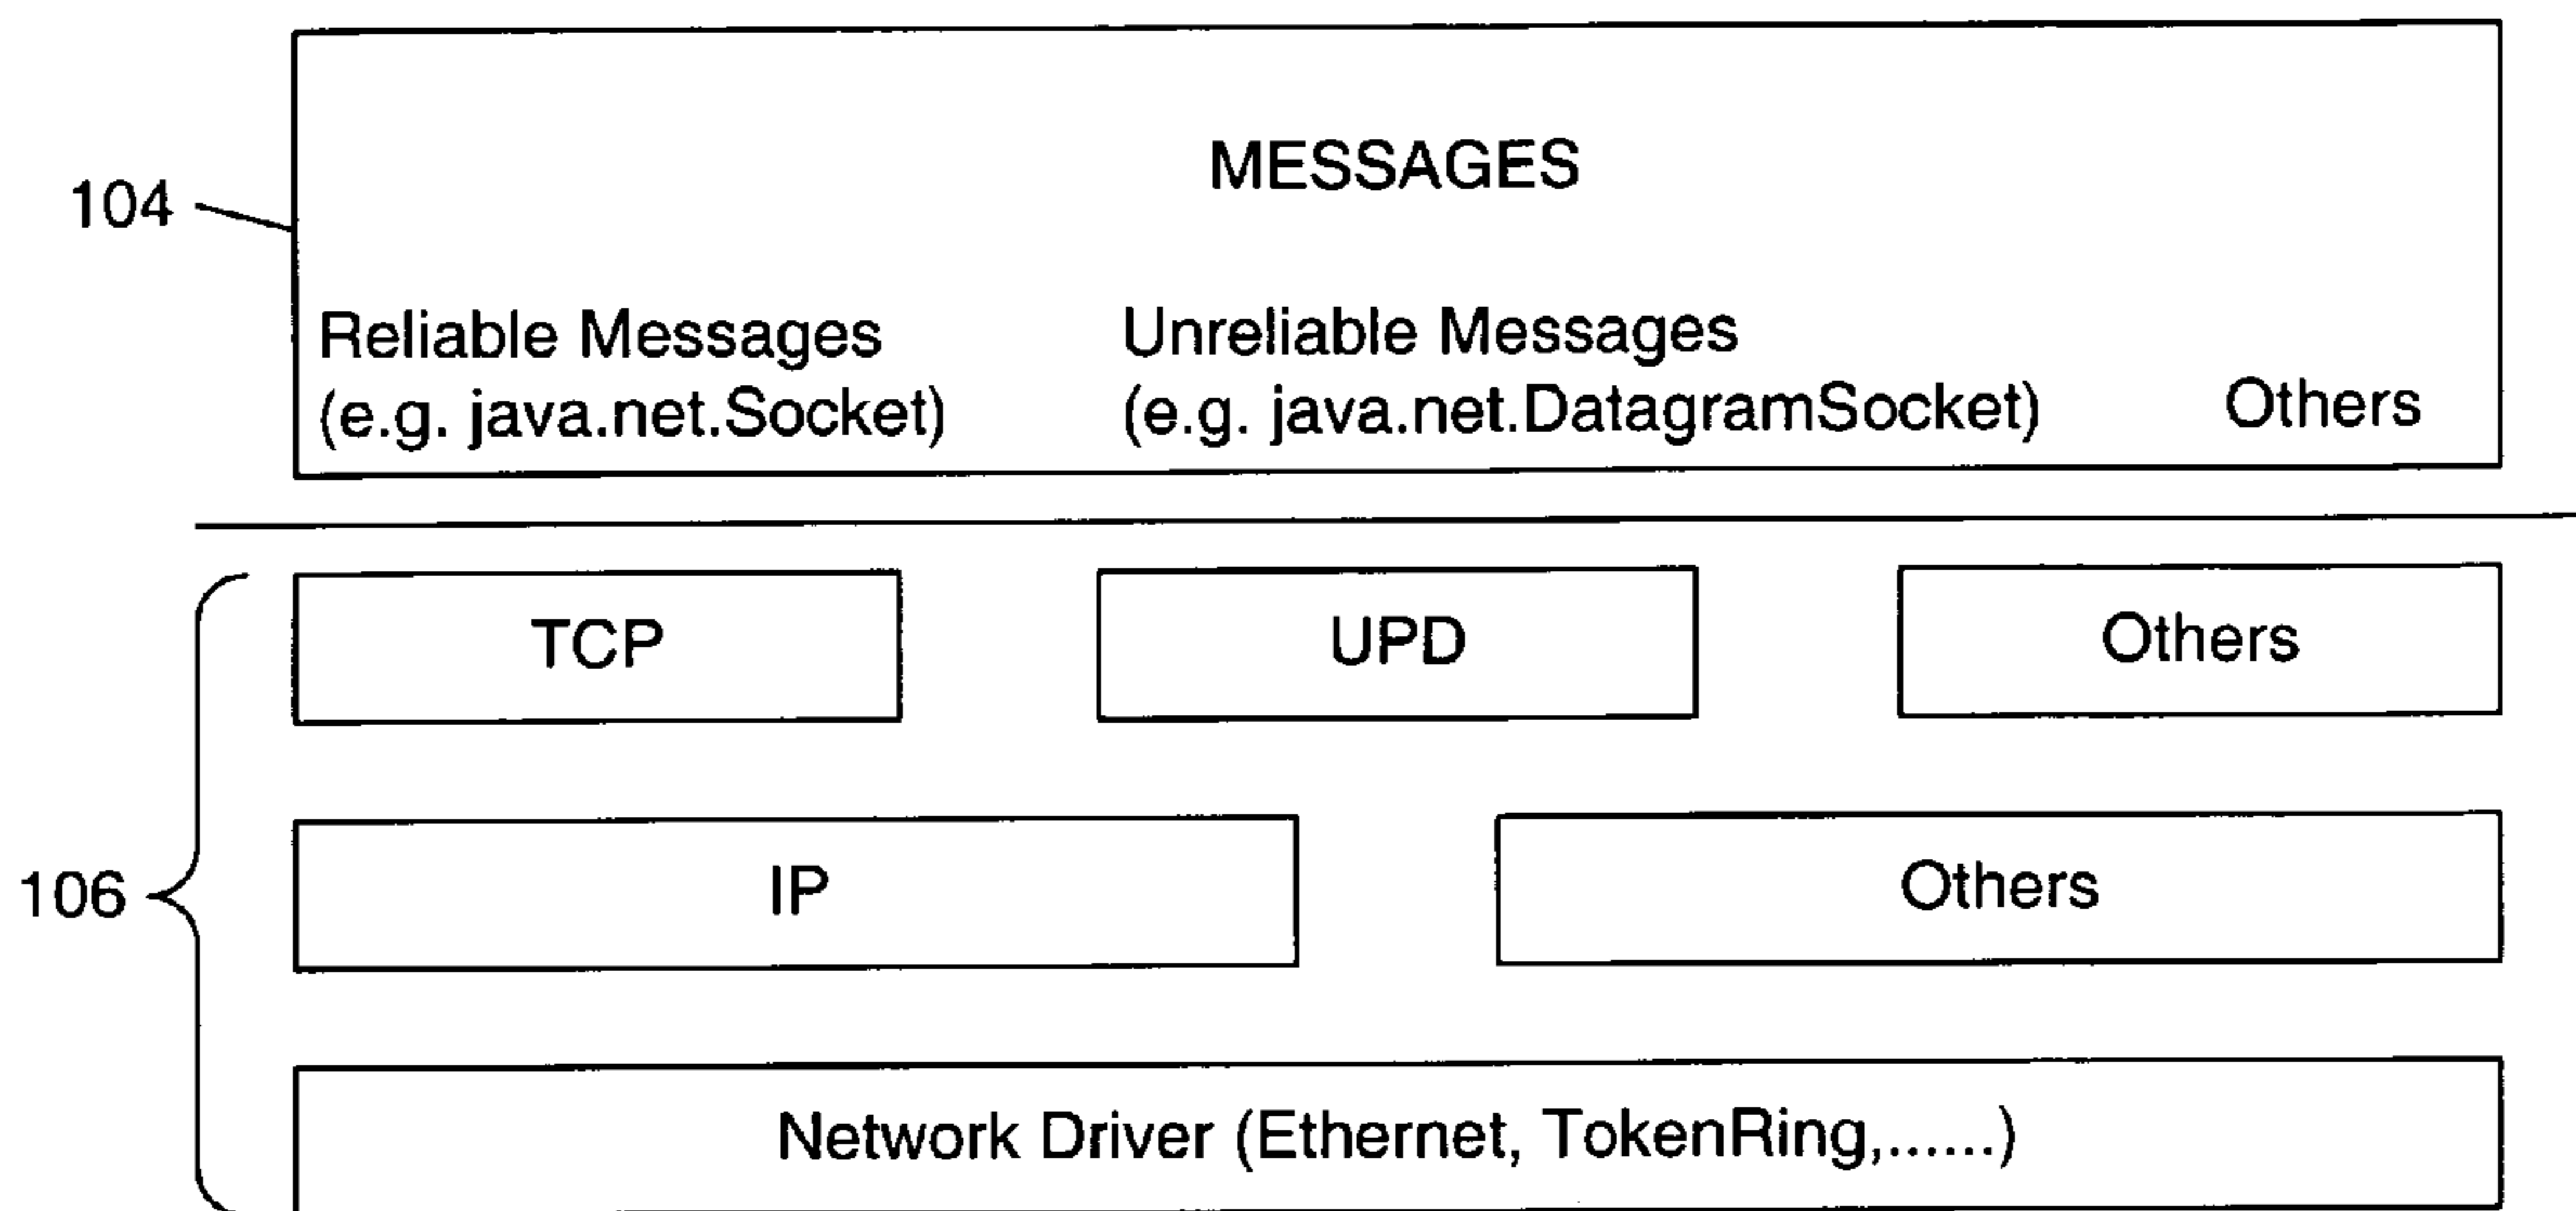 MESSAGES
104
Reliable Messages
(e.g. java.net.Socket)
Unreliable Messages
(e.g. java.net.DatagramSocket)
Others
TCP
UPD
Others
106
IP
Others
Network Driver (Ethernet, TokenRing,......)